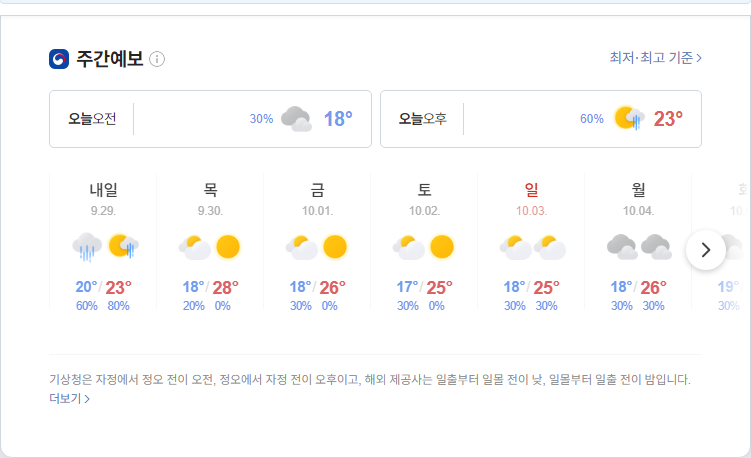 주간예보
최저·최고 기준 >
오늘오전 30% 18°
오늘오후 60% 23°
내일 목 금 토 일 월 화
9.29. 9.30. 10.01. 10.02. 10.03. 10.04. 10.
20°/23° 18°/28° 18°/26° 17°/25° 18°/25° 18°/26° 19°
60% 80% 20% 0% 30% 0% 30% 0% 30% 30% 30% 30% 30%
기상청은 자정에서 정오 전이 오전, 정오에서 자정 전이 오후이고, 해외 제공사는 일출부터 일몰 전이 낮, 일몰부터 일출 전이 밤입니다.
더보기 >